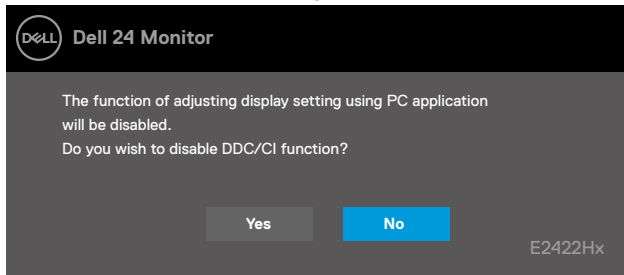 DELL Dell 24 Monitor
The function of adjusting display setting using PC application
will be disabled.
Do you wish to disable DDC/CI function?
Yes No
E2422Hx